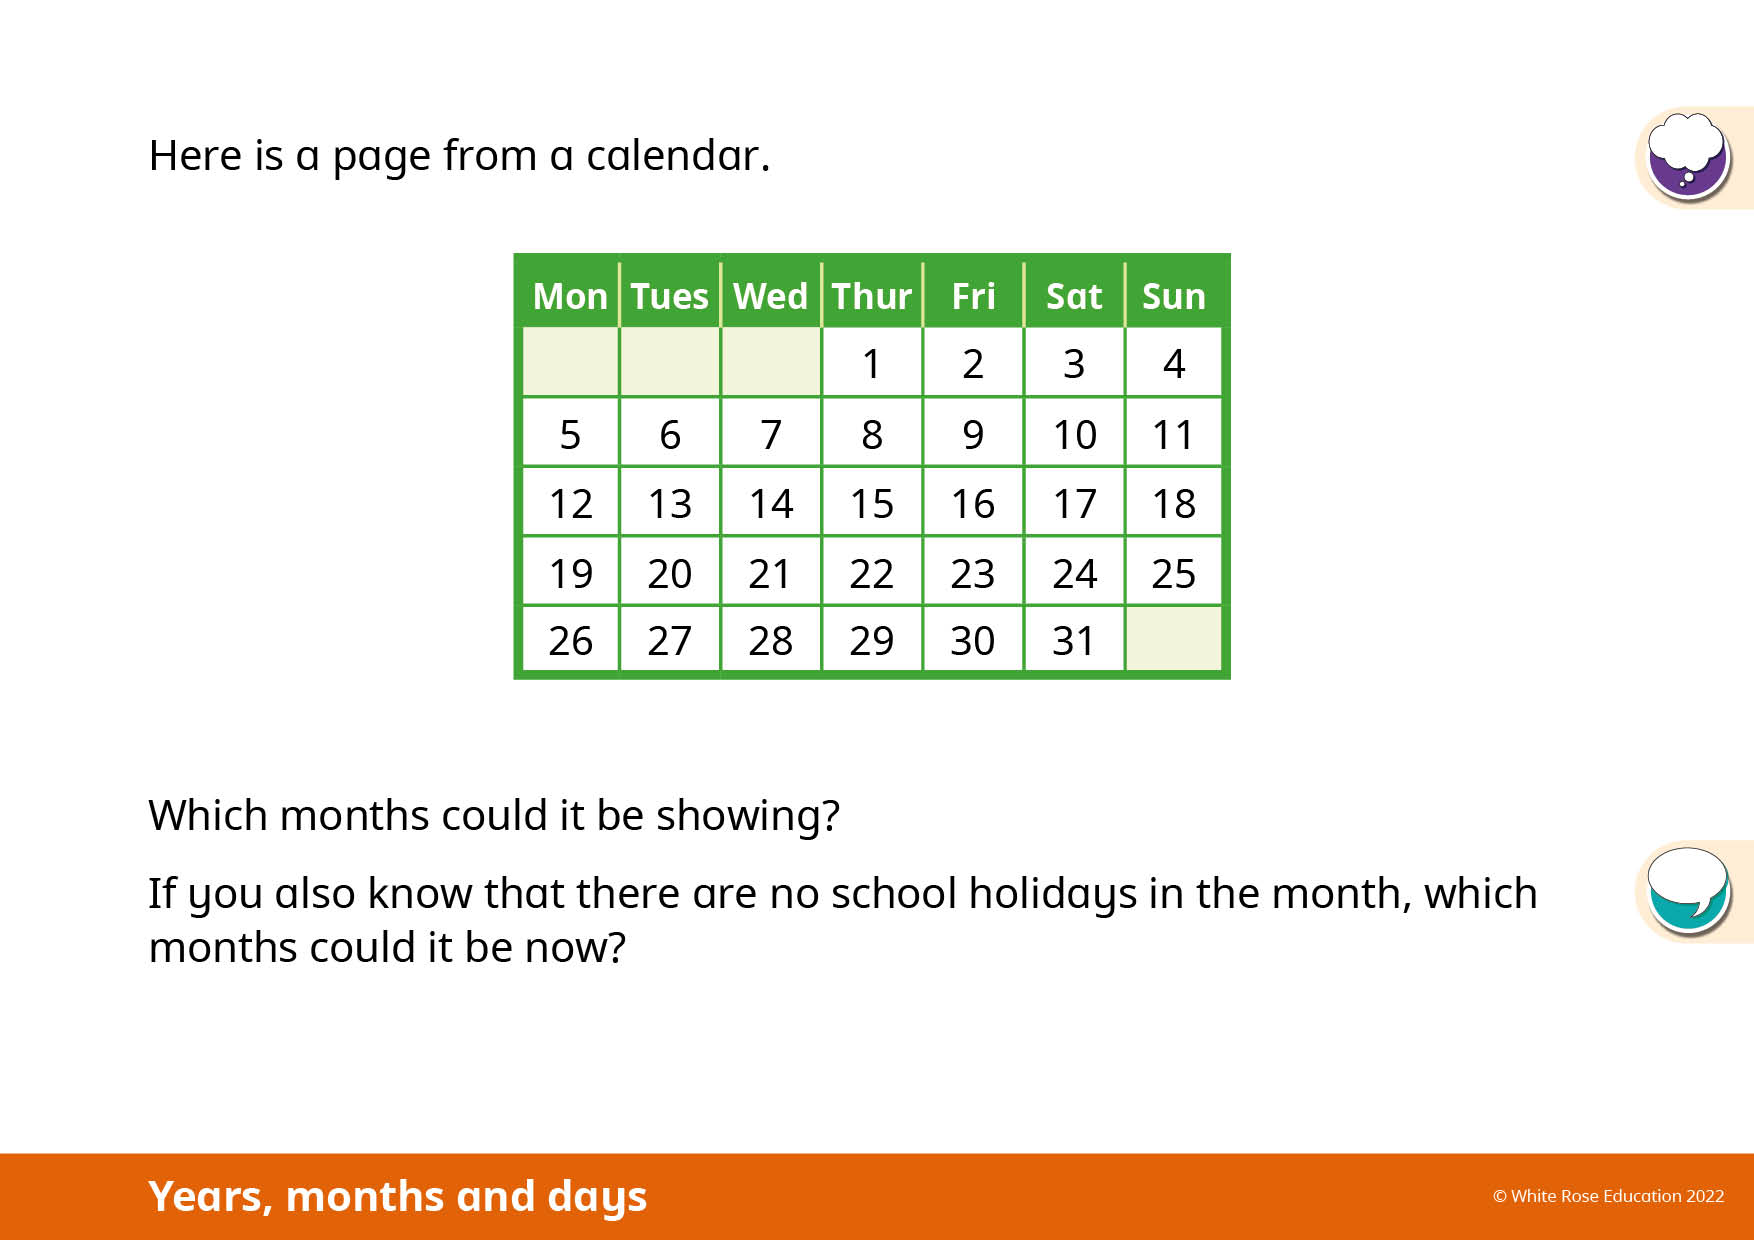 Here is a page from a calendar.
Mon Tues Wed Thur Fri Sat Sun
1 2 3 4
5 6 7 8 9 10 11
12 13 14 15 16 17 18
19 20 21 22 23 24 25
26 27 28 29 30 31
Which months could it be showing?
If you also know that there are no school holidays in the month, which
months could it be now?
Years, months and days
© White Rose Education 2022